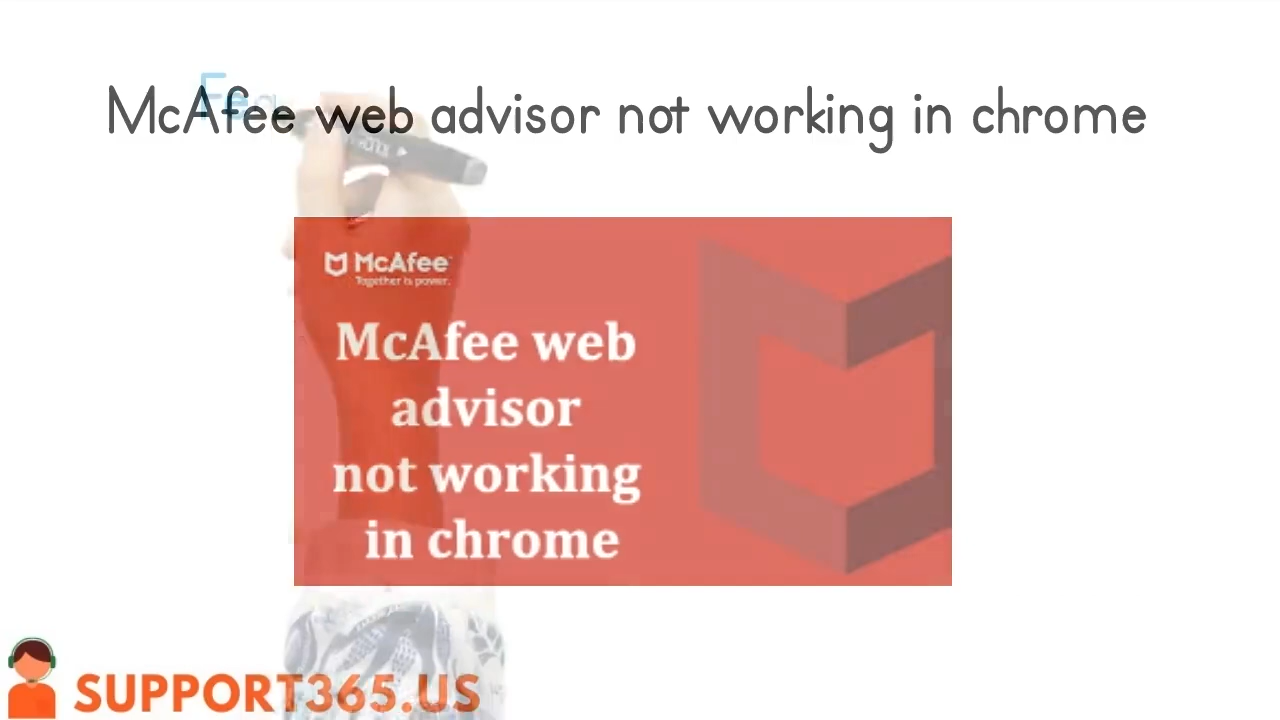 McAfee web advisor not working in chrome
Fea
McAfee
Together is power.
McAfee web
advisor
not working
in chrome
SUPPORT365.US